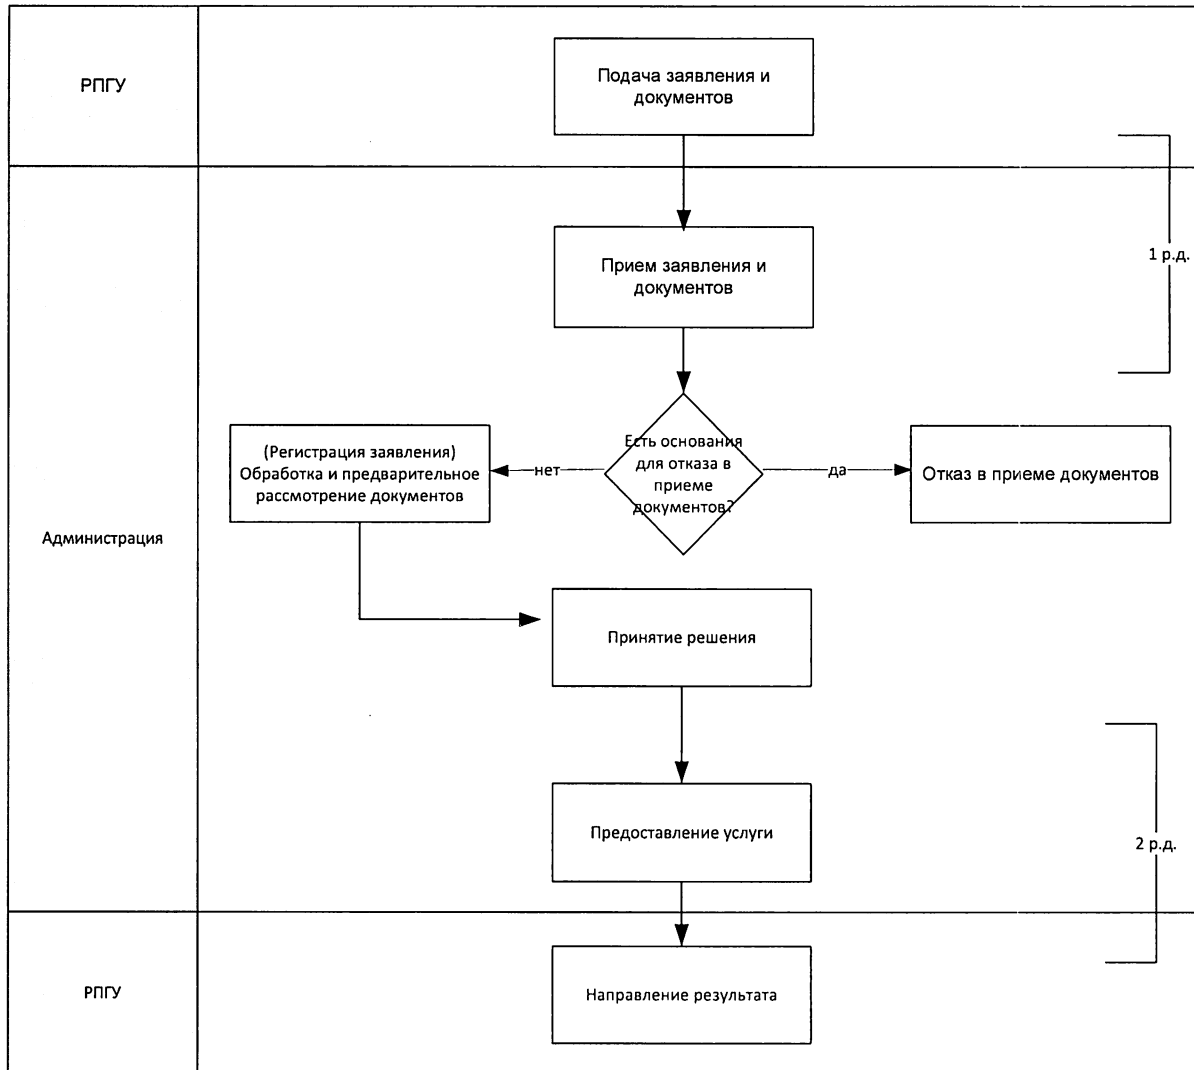 РПГУ
Подача заявления и
документов
Прием заявления и
документов
1 р.д.
(Регистрация заявления)
Обработка и предварительное
рассмотрение документов
нет
Есть основания
для отказа в
приеме
документов?
да
Отказ в приеме документов
Администрация
Принятие решения
Предоставление услуги
2 р.д.
РПГУ
Направление результата